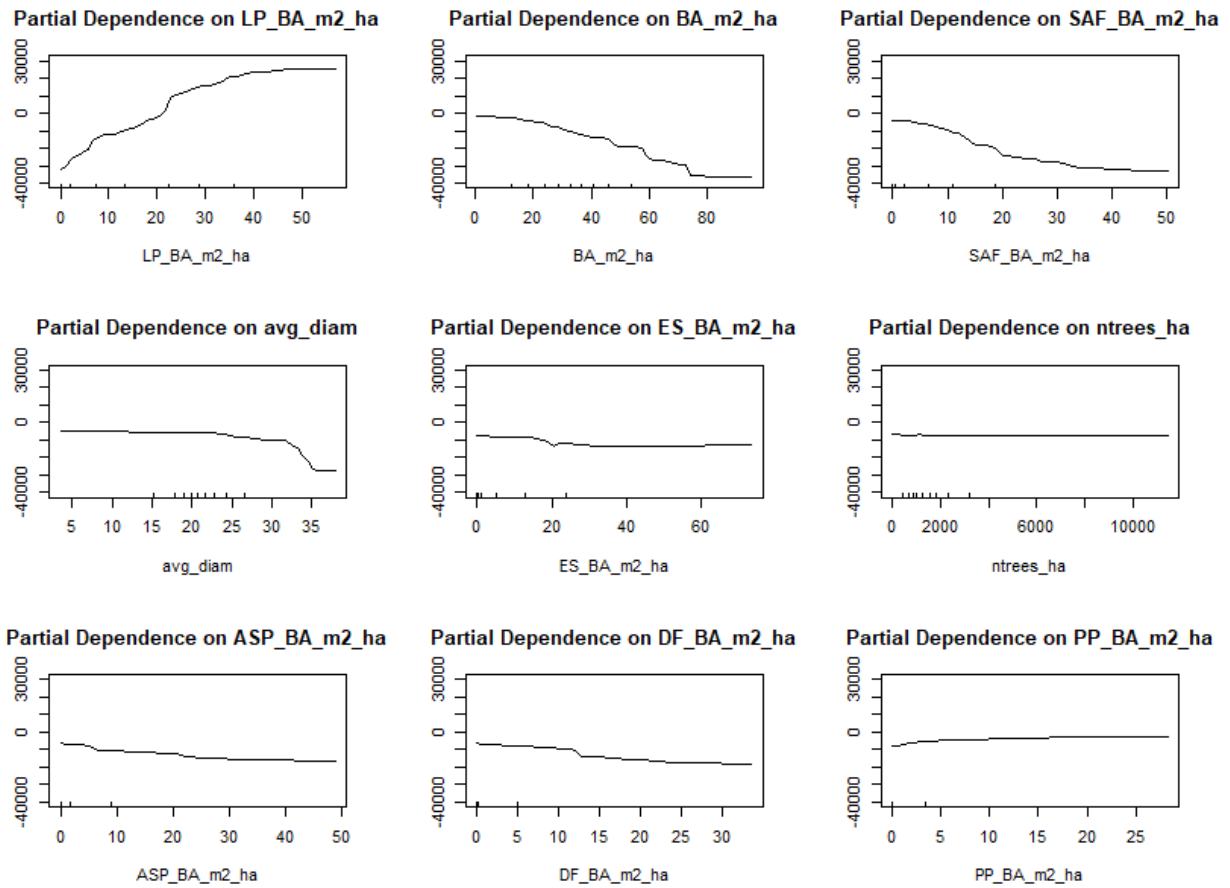 Partial Dependence on LP_BA_m2_ha
30000
0
-40000
0 10 20 30 40 50
LP_BA_m2_ha
Partial Dependence on BA_m2_ha
30000
0
-40000
0 20 40 60 80
BA_m2_ha
Partial Dependence on SAF_BA_m2_ha
30000
0
-40000
0 10 20 30 40 50
SAF_BA_m2_ha
Partial Dependence on avg_diam
30000
0
-40000
5 10 15 20 25 30 35
avg_diam
Partial Dependence on ES_BA_m2_ha
30000
0
-40000
0 20 40 60
ES_BA_m2_ha
Partial Dependence on ntrees_ha
30000
0
-40000
0 2000 6000 10000
ntrees_ha
Partial Dependence on ASP_BA_m2_ha
30000
0
-40000
0 10 20 30 40 50
ASP_BA_m2_ha
Partial Dependence on DF_BA_m2_ha
30000
0
-40000
0 5 10 15 20 25 30
DF_BA_m2_ha
Partial Dependence on PP_BA_m2_ha
30000
0
-40000
0 5 10 15 20 25
PP_BA_m2_ha